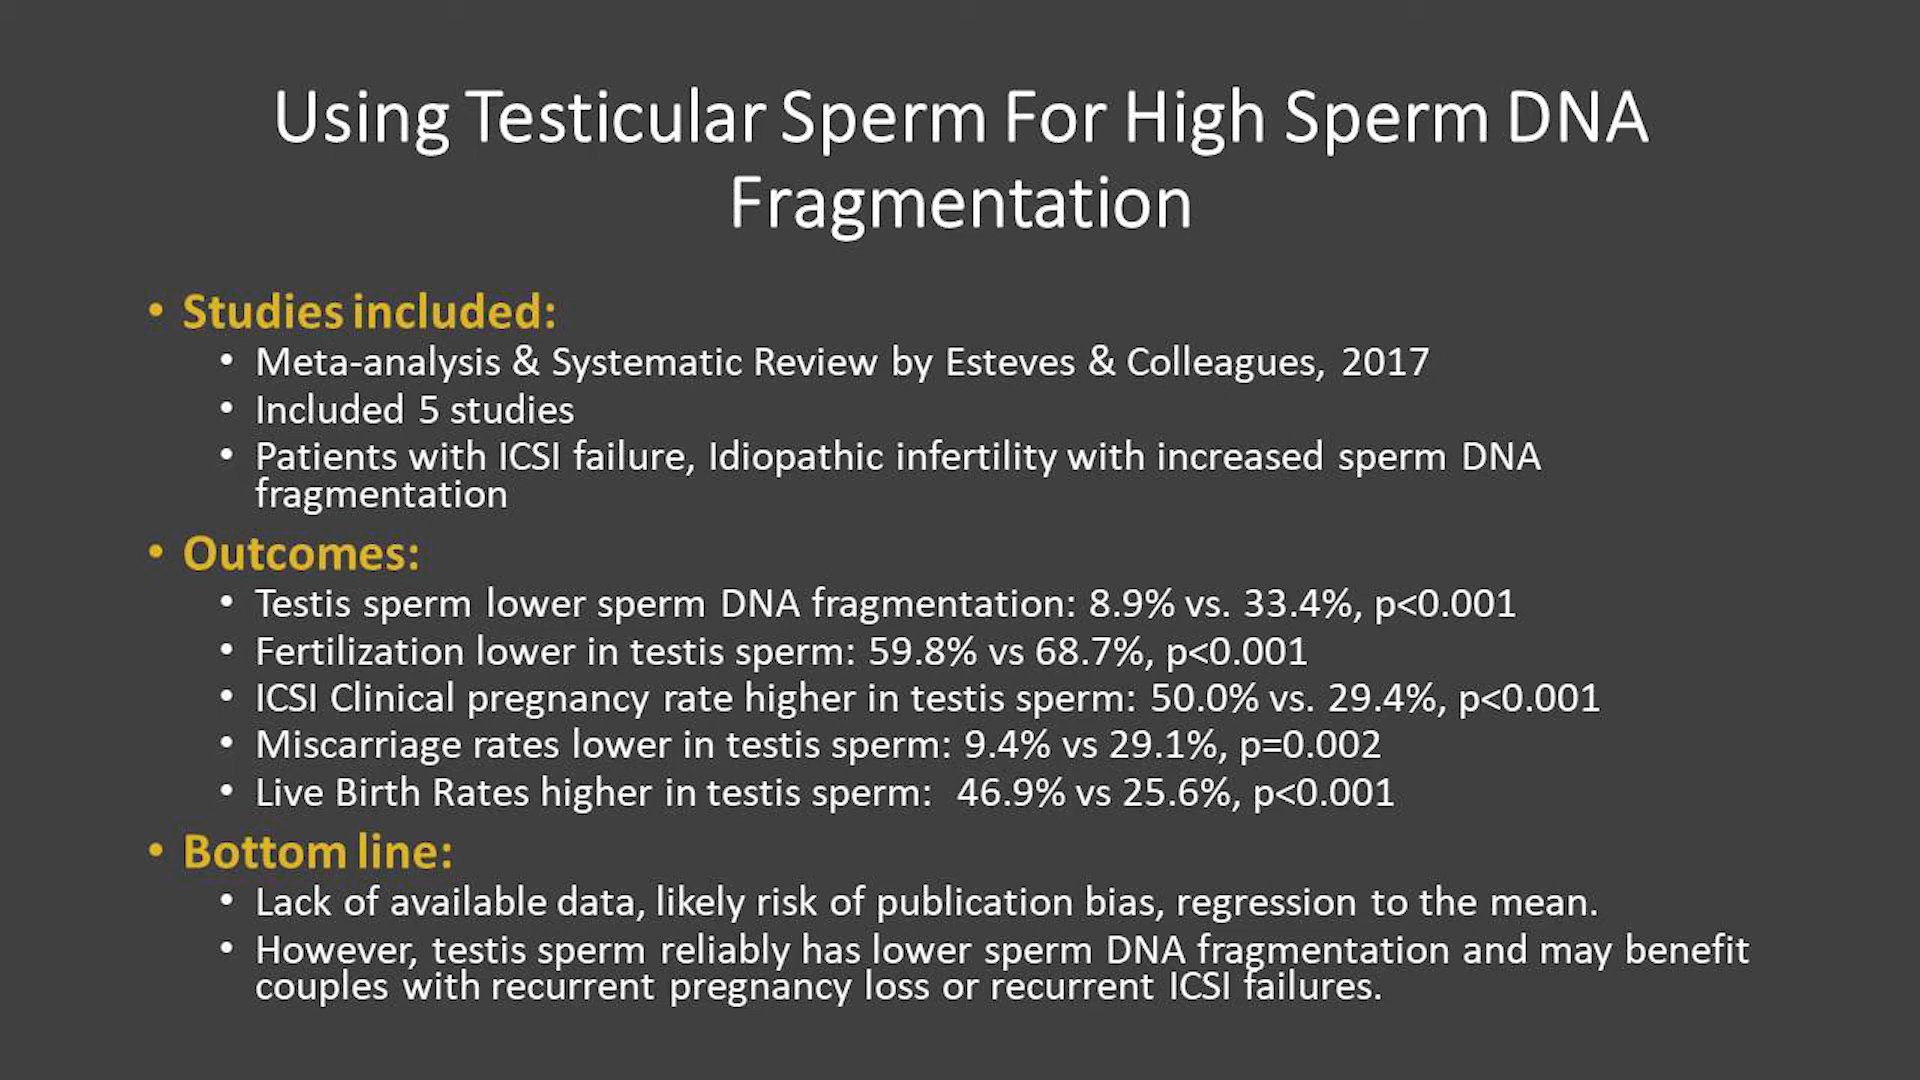 Using Testicular Sperm For High Sperm DNA
Fragmentation
• Studies included:
• Meta-analysis & Systematic Review by Esteves & Colleagues, 2017
• Included 5 studies
• Patients with ICSI failure, Idiopathic infertility with increased sperm DNA
fragmentation
• Outcomes:
• Testis sperm lower sperm DNA fragmentation: 8.9% vs. 33.4%, p<0.001
• Fertilization lower in testis sperm: 59.8% vs 68.7%, p<0.001
• ICSI Clinical pregnancy rate higher in testis sperm: 50.0% vs. 29.4%, p<0.001
• Miscarriage rates lower in testis sperm: 9.4% vs 29.1%, p=0.002
• Live Birth Rates higher in testis sperm:  46.9% vs 25.6%, p<0.001
• Bottom line:
• Lack of available data, likely risk of publication bias, regression to the mean.
• However, testis sperm reliably has lower sperm DNA fragmentation and may benefit
couples with recurrent pregnancy loss or recurrent ICSI failures.